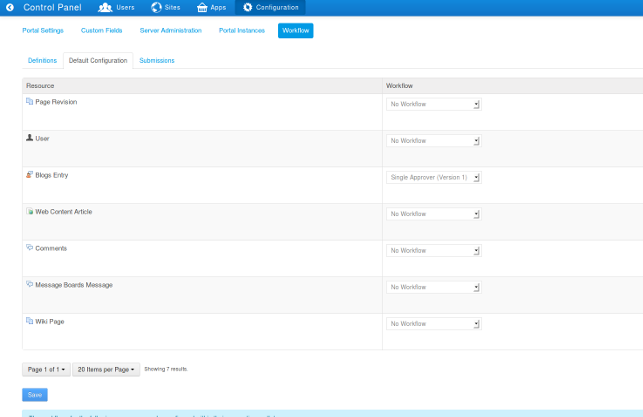 Control Panel Users Sites Apps Configuration
Portal Settings Custom Fields Server Administration Portal Instances Workflow
Definitions Default Configuration Submissions
Resource Workflow
Page Revision No Workflow
User No Workflow
Blogs Entry Single Approver (Version 1)
Web Content Article No Workflow
Comments No Workflow
Message Boards Message No Workflow
Wiki Page No Workflow
Page 1 of 1 20 Items per Page Showing 7 results.
Save